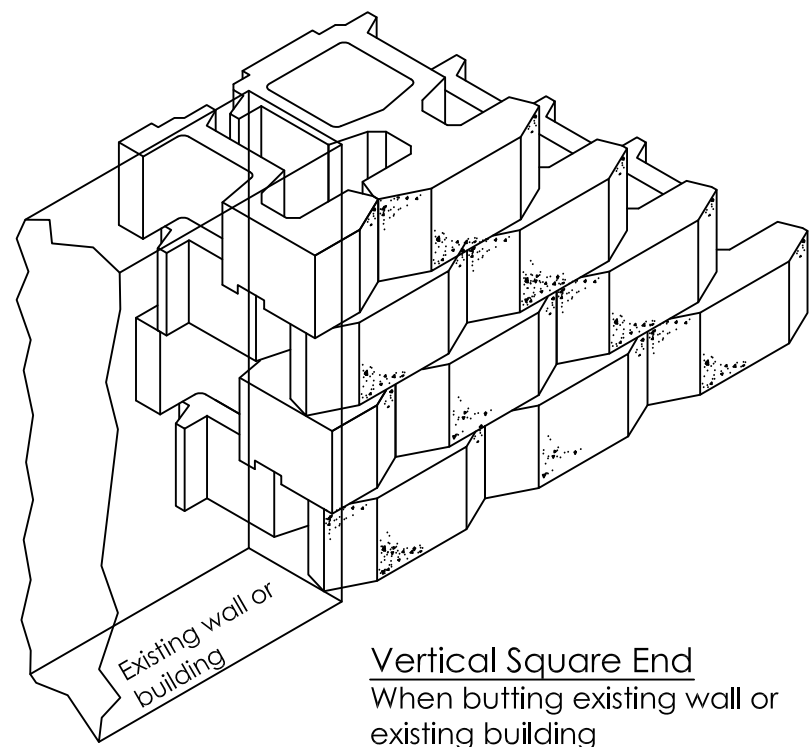 Existing wall or
building
Vertical Square End
When butting existing wall or
existing building